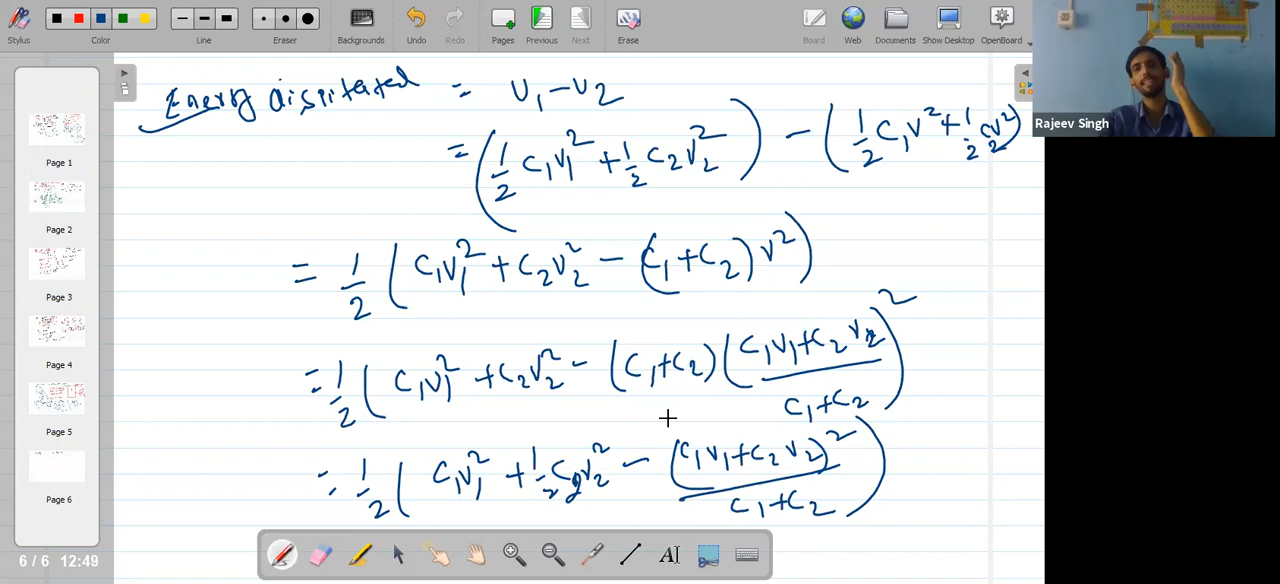 Stylus Color Line Eraser Backgrounds Undo Redo Pages Previous Next Erase Board Web Documents Show Desktop OpenBoard
Rajeev Singh
Page 1
Page 2
Page 3
Page 4
Page 5
Page 6
Energy dissipated = U₁ - U₂
= (1/2 C₁V₁² + 1/2 C₂V₂²) - (1/2 C₁V² + 1/2 C₂V²)
= 1/2 (C₁V₁² + C₂V₂² - (C₁+C₂)V²)
= 1/2 (C₁V₁² + C₂V₂² - (C₁+C₂)((C₁V₁+C₂V₂)/(C₁+C₂))²
= 1/2 (C₁V₁² + 1/2 C₂V₂² - (C₁V₁+C₂V₂)²/(C₁+C₂))
6 / 6 12:49